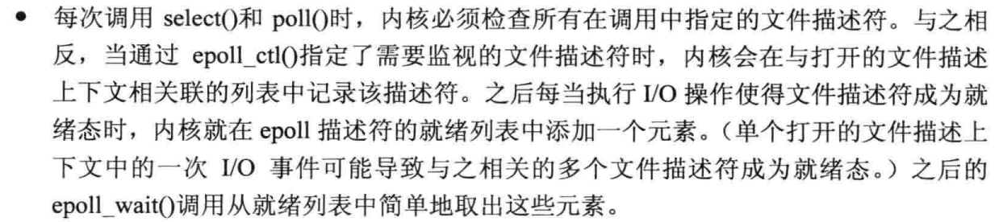 • 每次调用 select()和 poll()时，内核必须检查所有在调用中指定的文件描述符。与之相
反，当通过 epoll_ctl()指定了需要监视的文件描述符时，内核会在与打开的文件描述
上下文相关联的列表中记录该描述符。之后每当执行 I/O 操作使得文件描述符成为就
绪态时，内核就在 epoll 描述符的就绪列表中添加一个元素。（单个打开的文件描述上
下文中的一次 I/O 事件可能导致与之相关的多个文件描述符成为就绪态。）之后的
epoll_wait()调用从就绪列表中简单地取出这些元素。